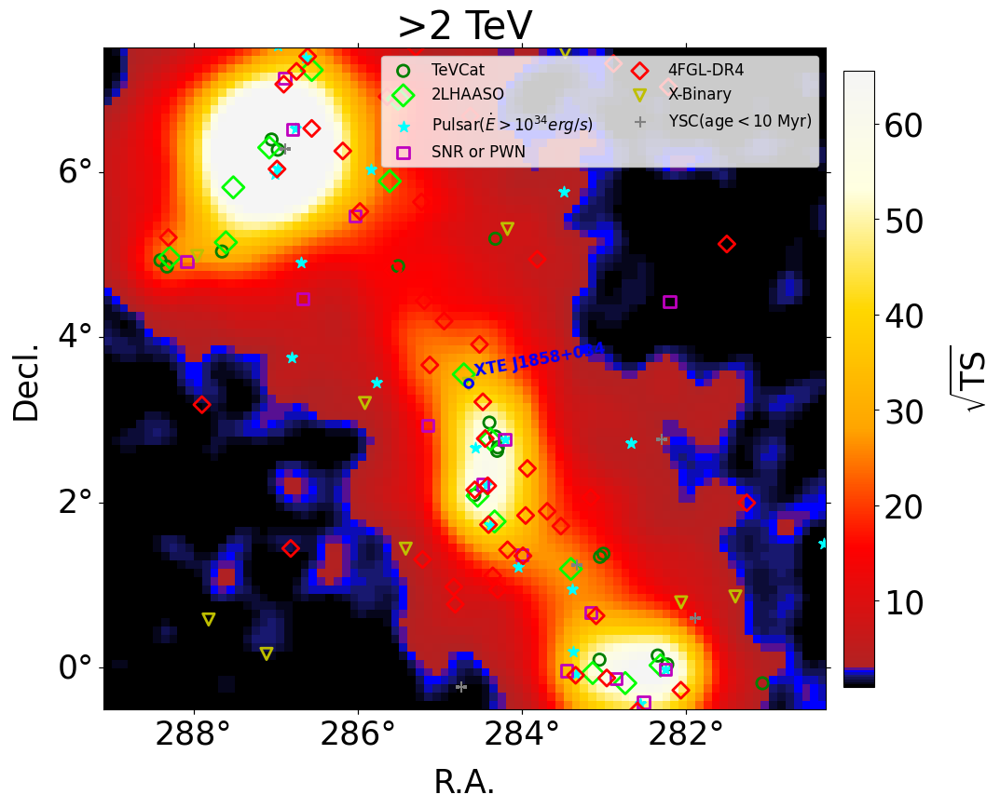 >2 TeV
TeVCat
2LHAASO
Pulsar(Ė>10³⁴erg/s)
SNR or PWN
4FGL-DR4
X-Binary
YSC(age<10 Myr)
XTE J1858+034
6°
4°
2°
0°
Decl.
288° 286° 284° 282°
R.A.
60
50
40
30
20
10
√TS